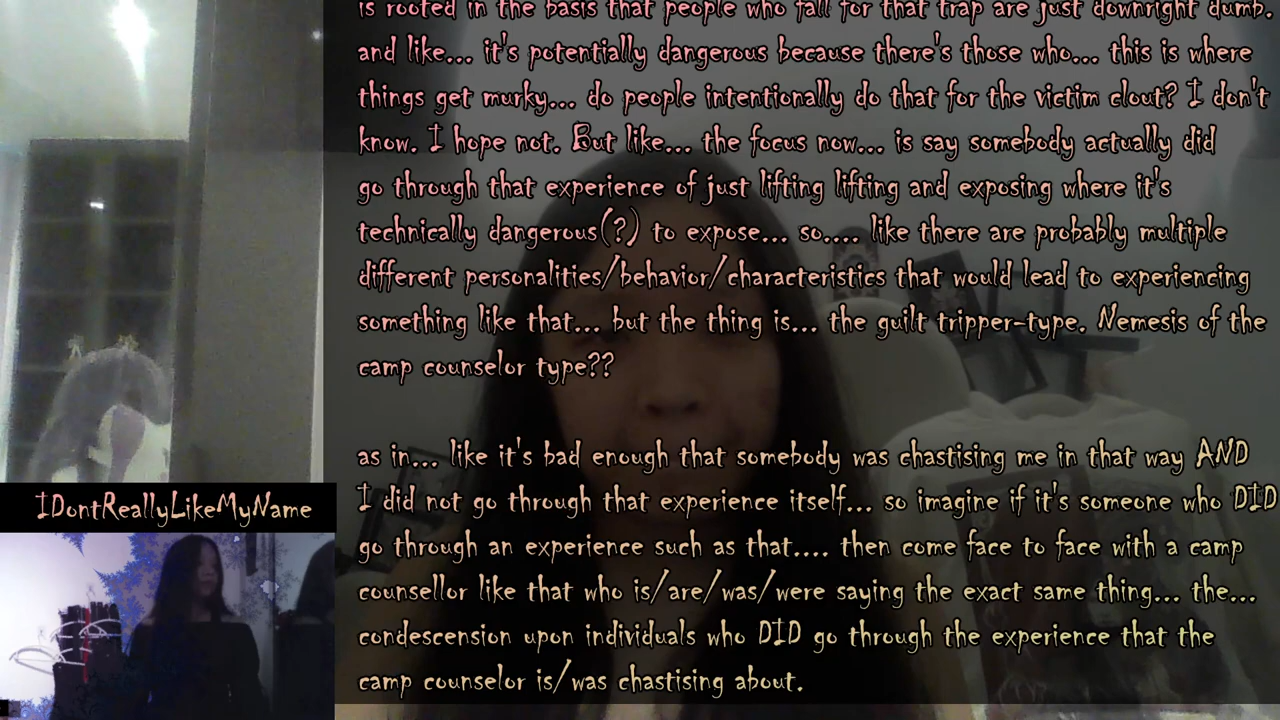 is rooted in the basis that people who fall for that trap are just downright dumb.
and like... it's potentially dangerous because there's those who... this is where
things get murky... do people intentionally do that for the victim clout? I don't
know. I hope not. But like... the focus now... is say somebody actually did
go through that experience of just lifting lifting and exposing where it's
technically dangerous(?) to expose... so.... like there are probably multiple
different personalities/behavior/characteristics that would lead to experiencing
something like that... but the thing is... the guilt tripper-type. Nemesis of the
camp counselor type??
as in... like it's bad enough that somebody was chastising me in that way AND
I did not go through that experience itself... so imagine if it's someone who DID
go through an experience such as that.... then come face to face with a camp
counsellor like that who is/are/was/were saying the exact same thing... the...
condescension upon individuals who DID go through the experience that the
camp counselor is/was chastising about.
IDontReallyLikeMyName